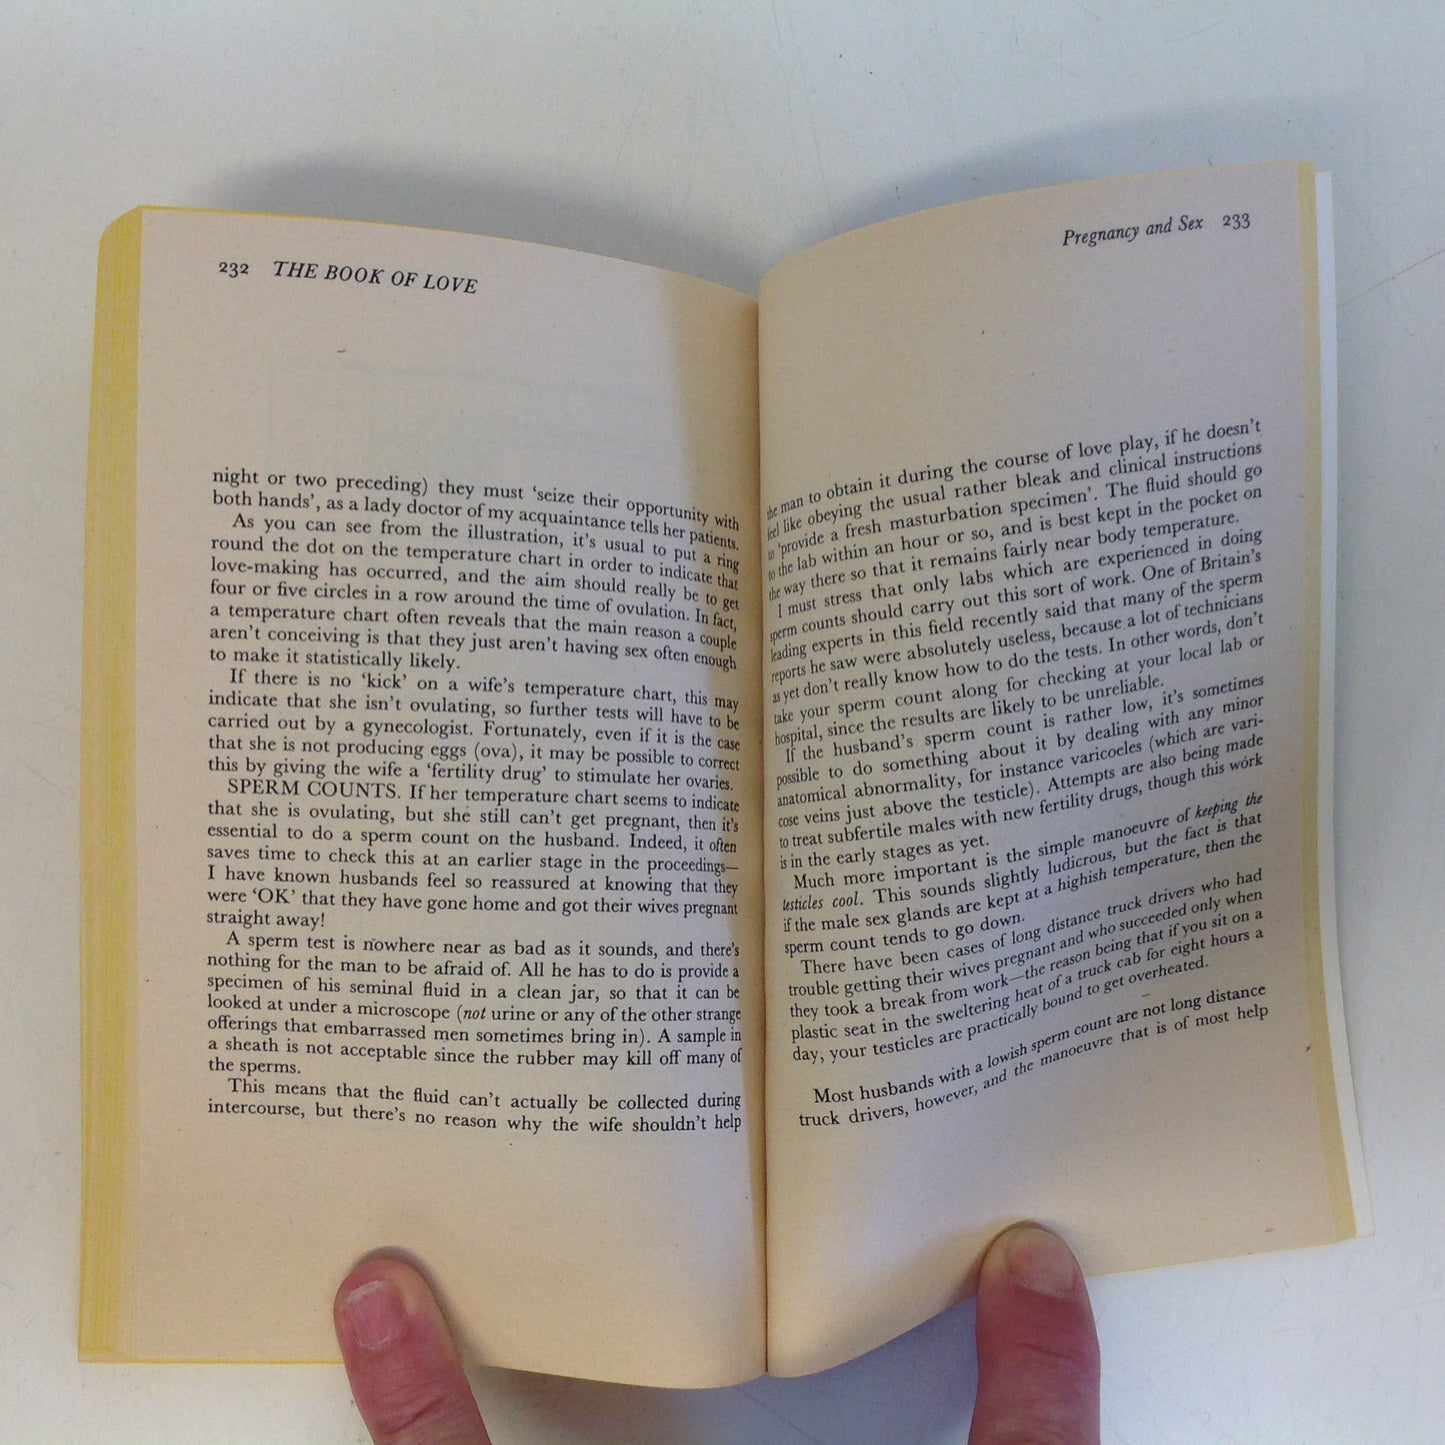 232 THE BOOK OF LOVE
night or two preceding) they must ‘seize their opportunity with
both hands’, as a lady doctor of my acquaintance tells her patients.
As you can see from the illustration, it’s usual to put a ring
round the dot on the temperature chart in order to indicate that
love-making has occurred, and the aim should really be to get
four or five circles in a row around the time of ovulation. In fact,
a temperature chart often reveals that the main reason a couple
aren’t conceiving is that they just aren’t having sex often enough
to make it statistically likely.
If there is no ‘kick’ on a wife’s temperature chart, this may
indicate that she isn’t ovulating, so further tests will have to be
carried out by a gynecologist. Fortunately, even if it is the case
that she is not producing eggs (ova), it may be possible to correct
this by giving the wife a ‘fertility drug’ to stimulate her ovaries.
SPERM COUNTS. If her temperature chart seems to indicate
that she is ovulating, but she still can’t get pregnant, then it’s
essential to do a sperm count on the husband. Indeed, it often
saves time to check this at an earlier stage in the proceedings—
I have known husbands feel so reassured at knowing that they
were ‘OK’ that they have gone home and got their wives pregnant
straight away!
A sperm test is nowhere near as bad as it sounds, and there’s
nothing for the man to be afraid of. All he has to do is provide a
specimen of his seminal fluid in a clean jar, so that it can be
looked at under a microscope (not urine or any of the other strange
offerings that embarrassed men sometimes bring in). A sample in
a sheath is not acceptable since the rubber may kill off many of
the sperms.
This means that the fluid can’t actually be collected during
intercourse, but there’s no reason why the wife shouldn’t help
Pregnancy and Sex 233
the man to obtain it during the course of love play, if he doesn’t
feel like obeying the usual rather bleak and clinical instructions
to ‘provide a fresh masturbation specimen’. The fluid should go
to the lab within an hour or so, and is best kept in the pocket on
the way there so that it remains fairly near body temperature.
I must stress that only labs which are experienced in doing
sperm counts should carry out this sort of work. One of Britain’s
leading experts in this field recently said that many of the sperm
reports he saw were absolutely useless, because a lot of technicians
as yet don’t really know how to do the tests. In other words, don’t
take your sperm count along for checking at your local lab or
hospital, since the results are likely to be unreliable.
If the husband’s sperm count is rather low, it’s sometimes
possible to do something about it by dealing with any minor
anatomical abnormality, for instance varicoeles (which are vari-
cose veins just above the testicle). Attempts are also being made
to treat subfertile males with new fertility drugs, though this work
is in the early stages as yet.
Much more important is the simple manoeuvre of keeping the
testicles cool. This sounds slightly ludicrous, but the fact is that
if the male sex glands are kept at a highish temperature, then the
sperm count tends to go down.
There have been cases of long distance truck drivers who had
trouble getting their wives pregnant and who succeeded only when
they took a break from work—the reason being that if you sit on a
plastic seat in the sweltering heat of a truck cab for eight hours a
day, your testicles are practically bound to get overheated.
Most husbands with a lowish sperm count are not long distance
truck drivers, however, and the manoeuvre that is of most help